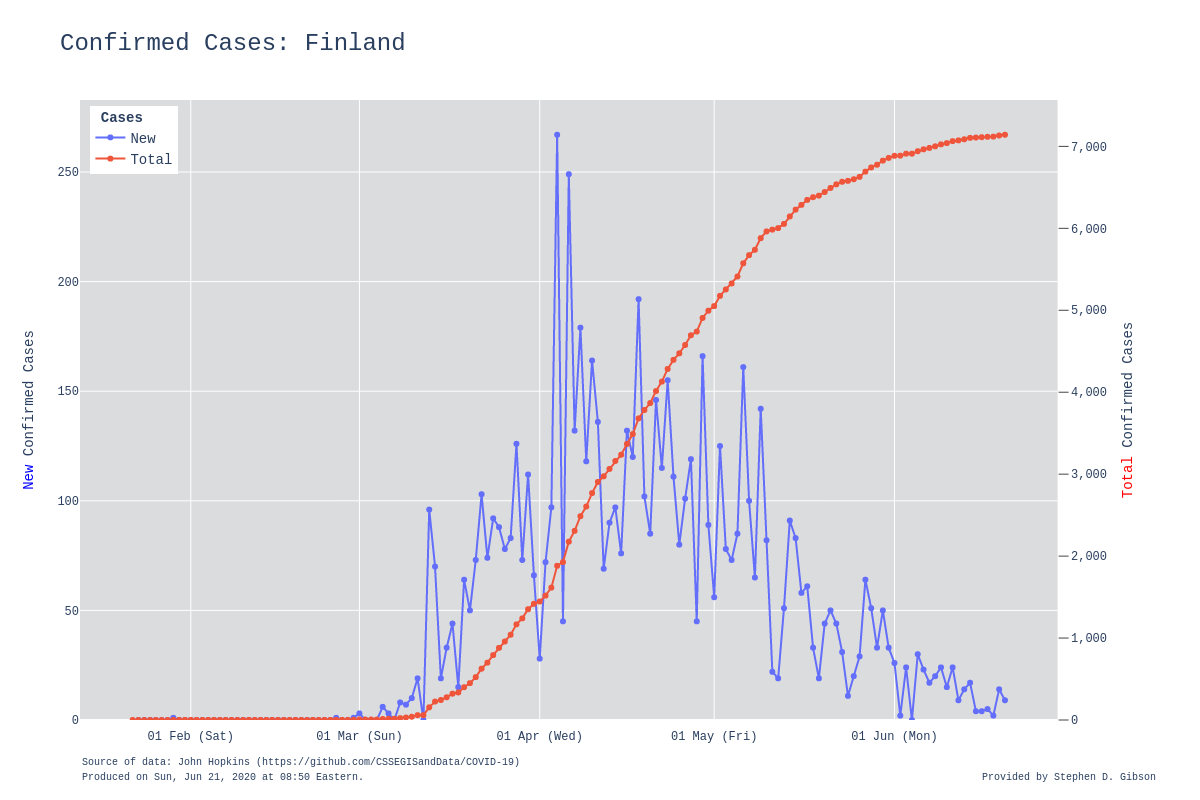 Confirmed Cases: Finland
Cases
New
Total
250
200
150
100
50
0
7,000
6,000
5,000
4,000
3,000
2,000
1,000
0
New Confirmed Cases
Total Confirmed Cases
01 Feb (Sat)
01 Mar (Sun)
01 Apr (Wed)
01 May (Fri)
01 Jun (Mon)
Source of data: John Hopkins (https://github.com/CSSEGISandData/COVID-19)
Produced on Sun, Jun 21, 2020 at 08:50 Eastern.
Provided by Stephen D. Gibson